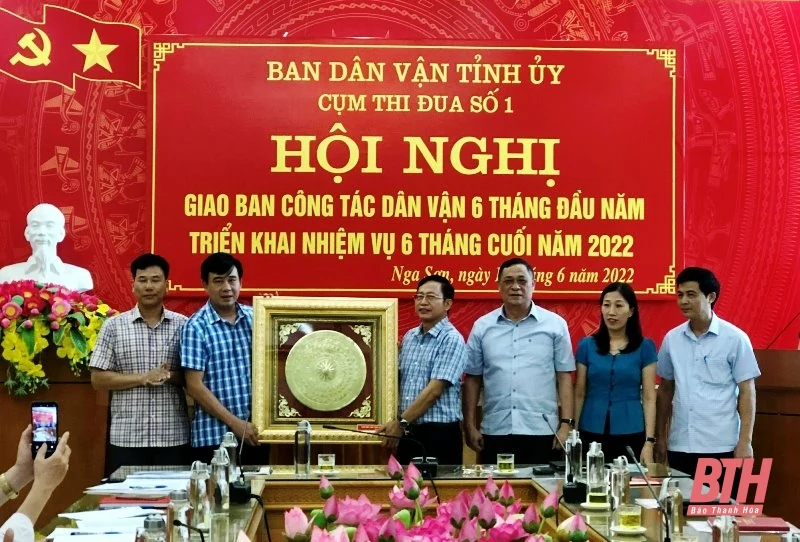 BAN DÂN VẬN TỈNH ỦY
CỤM THI ĐUA SỐ 1
HỘI NGHỊ
GIAO BAN CÔNG TÁC DÂN VẬN 6 THÁNG ĐẦU NĂM
TRIỂN KHAI NHIỆM VỤ 6 THÁNG CUỐI NĂM 2022
Nga Sơn, ngày 6 năm 2022
BTH
Báo Thanh Hóa